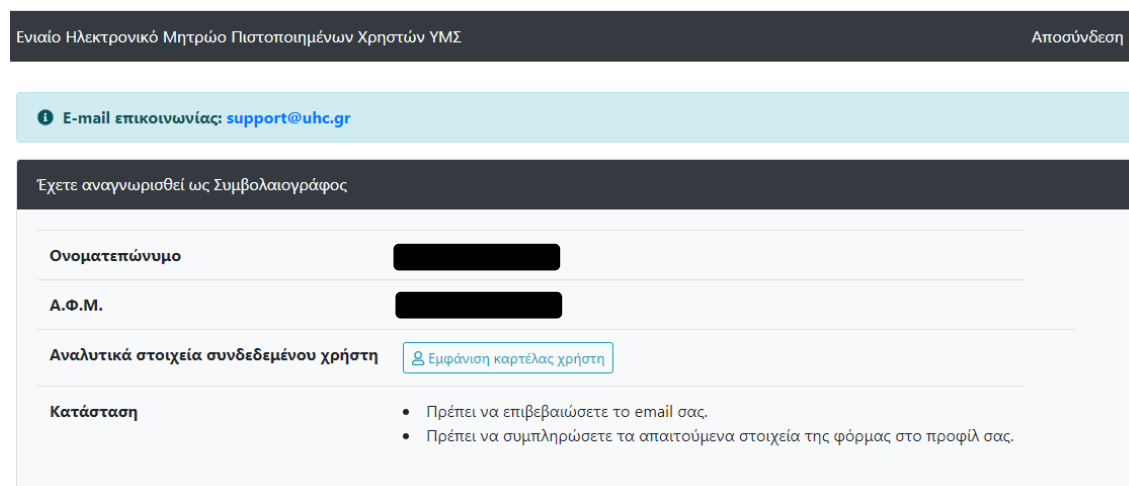 Ενιαίο Ηλεκτρονικό Μητρώο Πιστοποιημένων Χρηστών ΥΜΣ Αποσύνδεση
E-mail επικοινωνίας: support@uhc.gr
Έχετε αναγνωρισθεί ως Συμβολαιογράφος
Ονοματεπώνυμο
Α.Φ.Μ.
Αναλυτικά στοιχεία συνδεδεμένου χρήστη Εμφάνιση καρτέλας χρήστη
Κατάσταση • Πρέπει να επιβεβαιώσετε το email σας.
• Πρέπει να συμπληρώσετε τα απαιτούμενα στοιχεία της φόρμας στο προφίλ σας.